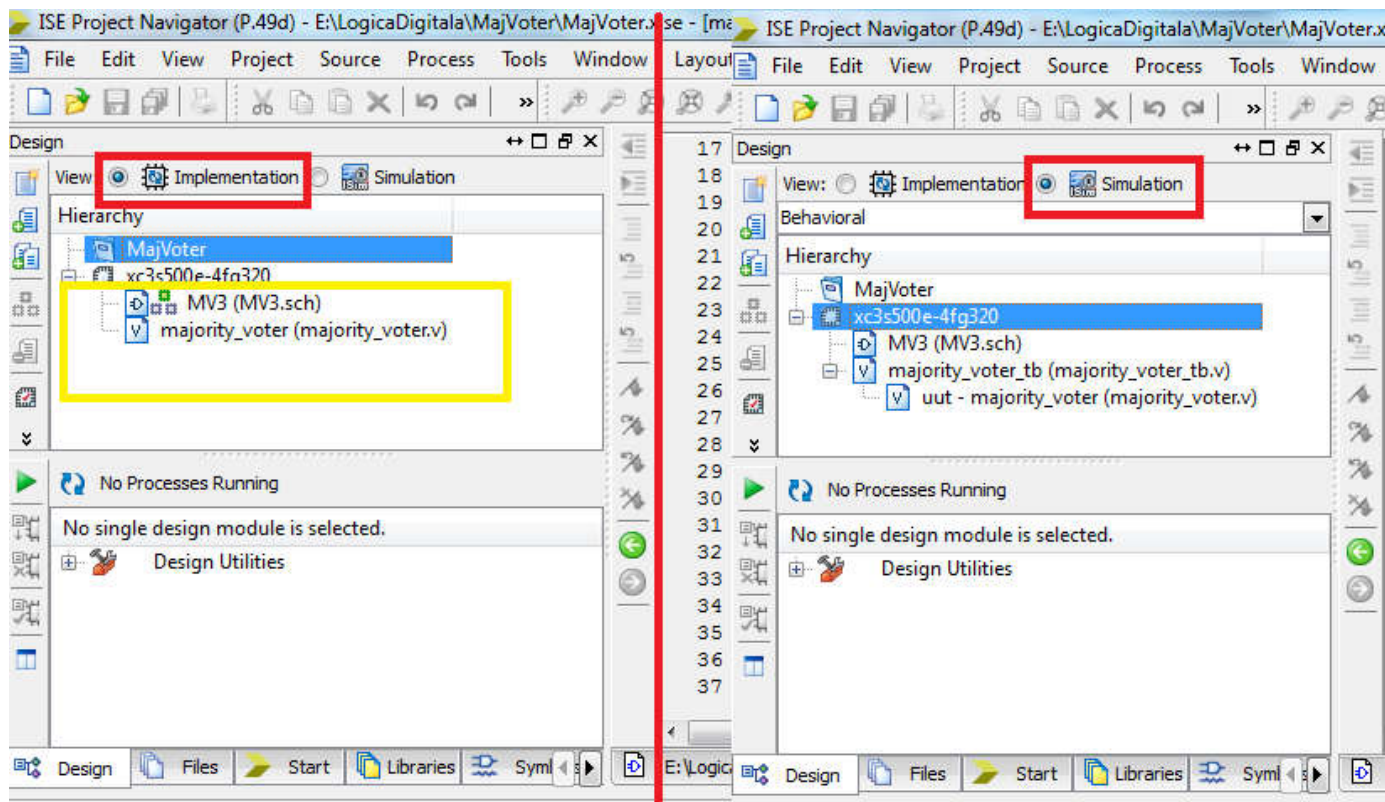 ISE Project Navigator (P.49d) - E:\LogicaDigitala\MajVoter\MajVoter.xise - [ma
File Edit View Project Source Process Tools Window Layout
»
Design
View: Implementation Simulation
Hierarchy
MajVoter
xc3s500e-4fg320
MV3 (MV3.sch)
majority_voter (majority_voter.v)
No Processes Running
No single design module is selected.
Design Utilities
Design Files Start Libraries Symb
17
18
19
20
21
22
23
24
25
26
27
28
29
30
31
32
33
34
35
36
37
E:\Logic
ISE Project Navigator (P.49d) - E:\LogicaDigitala\MajVoter\MajVoter.x
File Edit View Project Source Process Tools Window
»
Design
View: Implementation Simulation
Behavioral
Hierarchy
MajVoter
xc3s500e-4fg320
MV3 (MV3.sch)
majority_voter_tb (majority_voter_tb.v)
uut - majority_voter (majority_voter.v)
No Processes Running
No single design module is selected.
Design Utilities
Design Files Start Libraries Symb